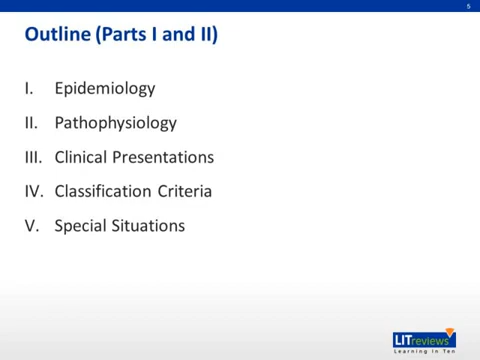 5
Outline (Parts I and II)
I. Epidemiology
II. Pathophysiology
III. Clinical Presentations
IV. Classification Criteria
V. Special Situations
LITreviews
Learning In Ten